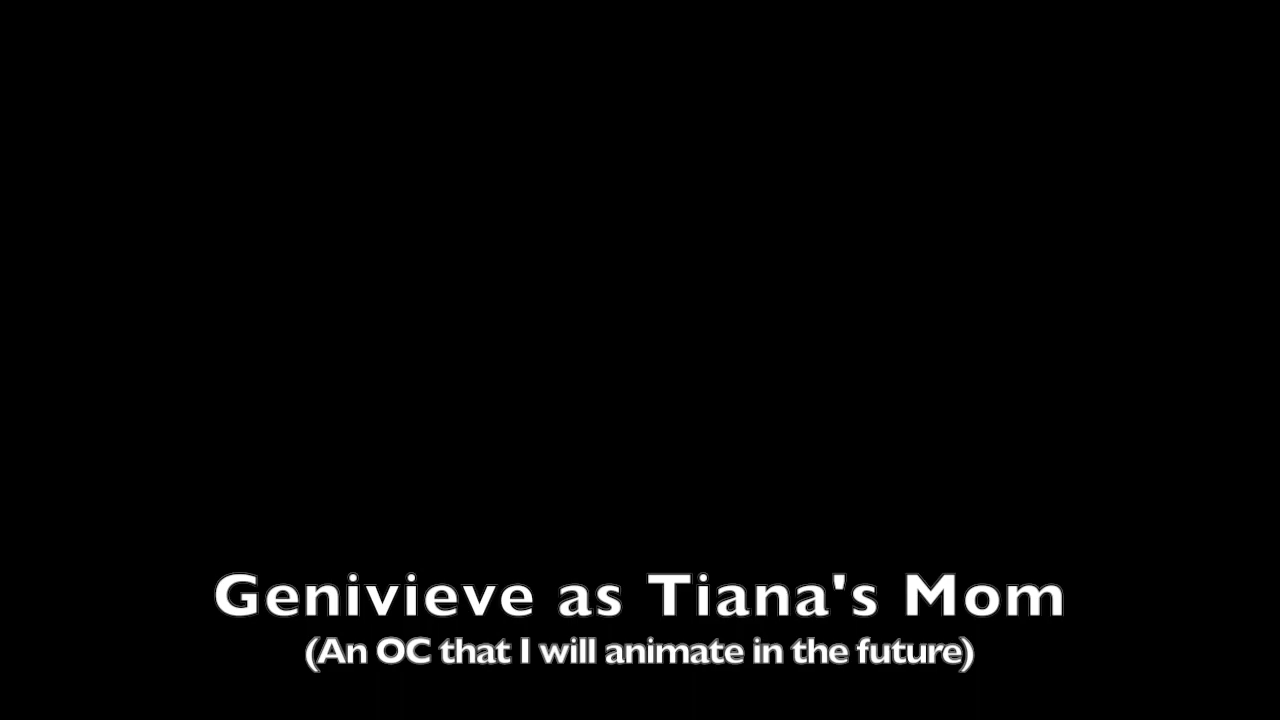 Genivieve as Tiana's Mom
(An OC that I will animate in the future)